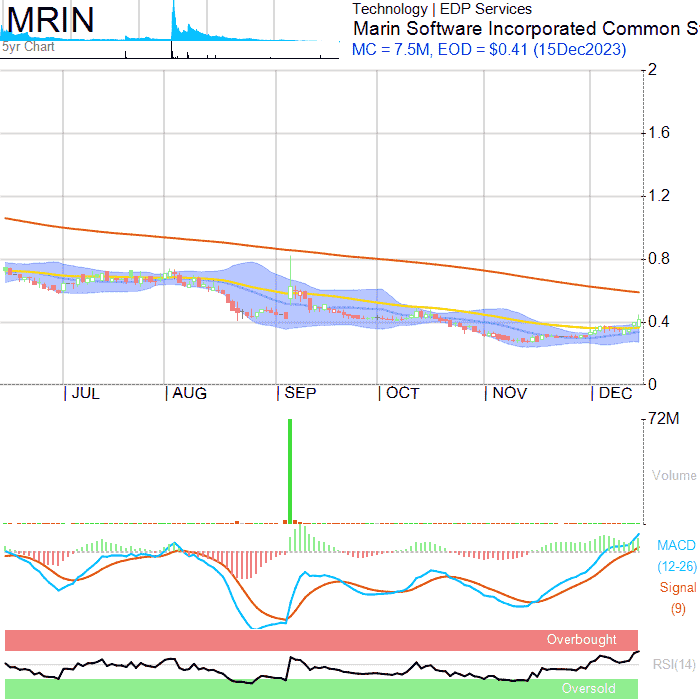 MRIN
5yr Chart
Technology | EDP Services
Marin Software Incorporated Common S
MC = 7.5M, EOD = $0.41 (15Dec2023)
2
1.6
1.2
0.8
0.4
0
JUL AUG SEP OCT NOV DEC
72M
Volume
MACD
(12-26)
Signal
(9)
Overbought
RSI(14)
Oversold